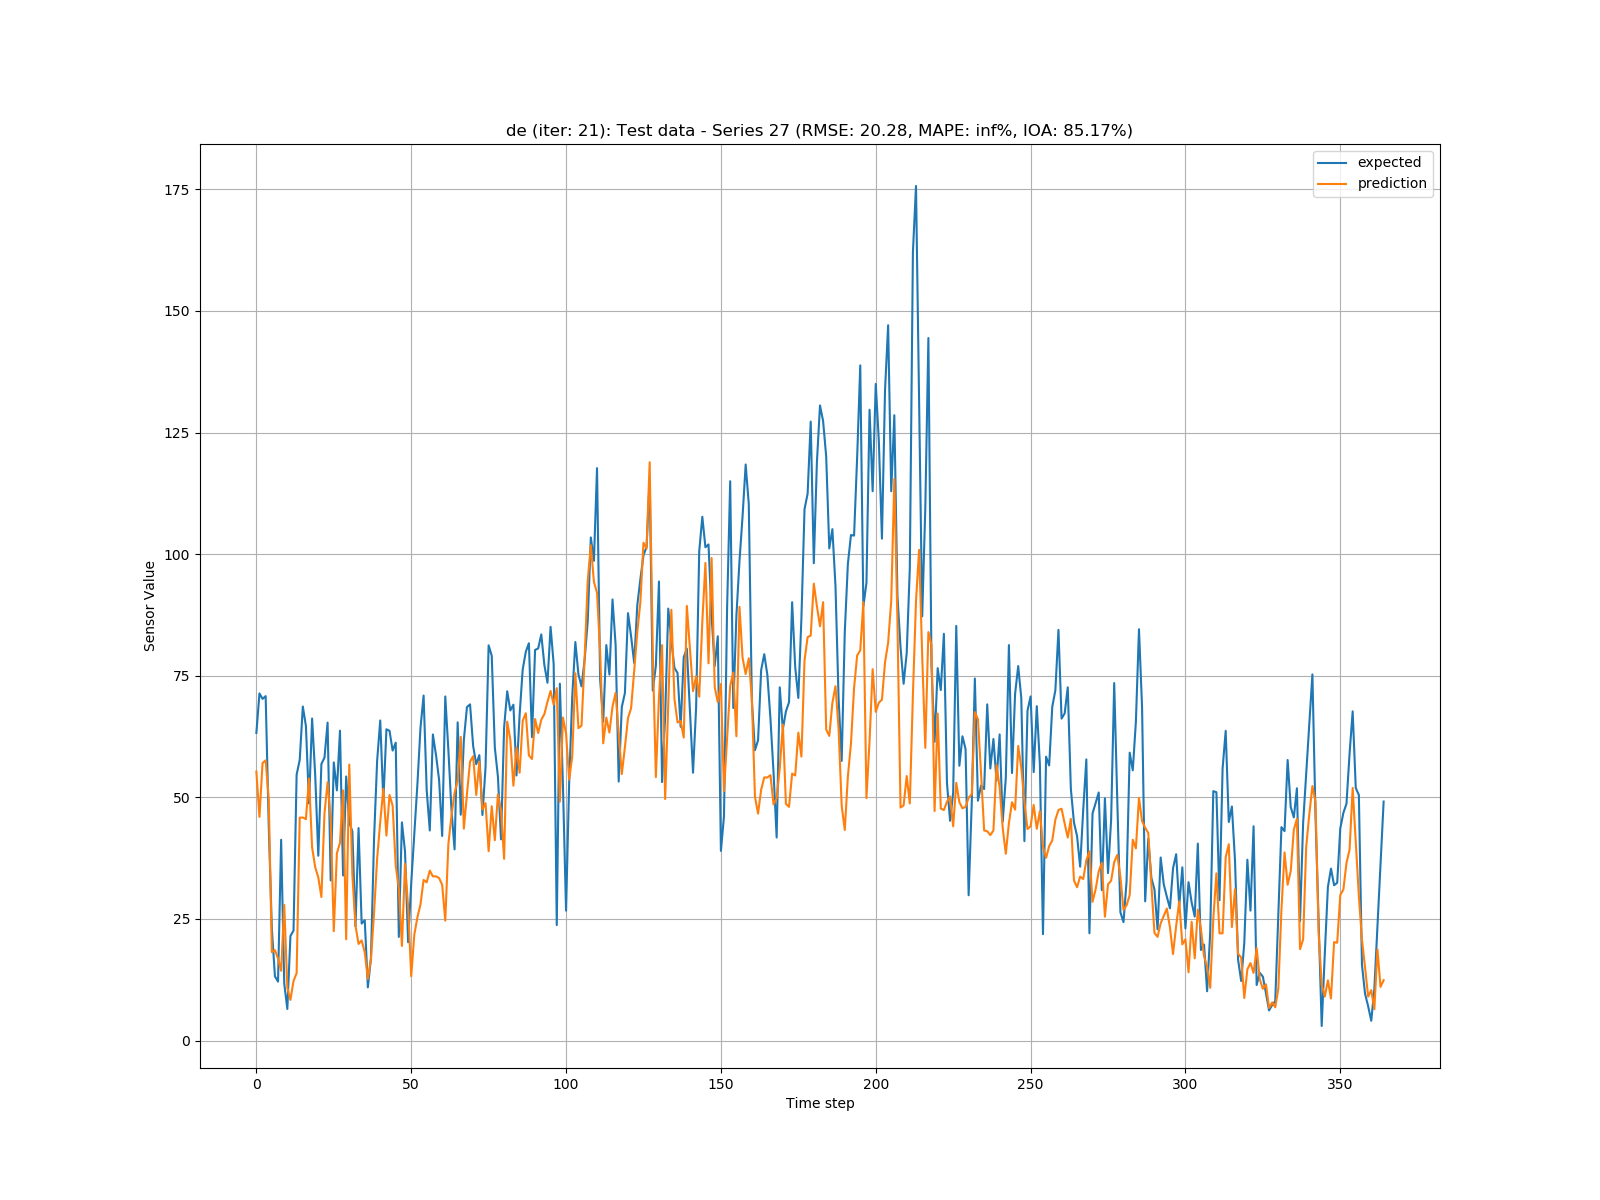 de (iter: 21): Test data - Series 27 (RMSE: 20.28, MAPE: inf%, IOA: 85.17%)
expected
prediction
175
150
125
100
75
50
25
0
Sensor Value
0 50 100 150 200 250 300 350
Time step